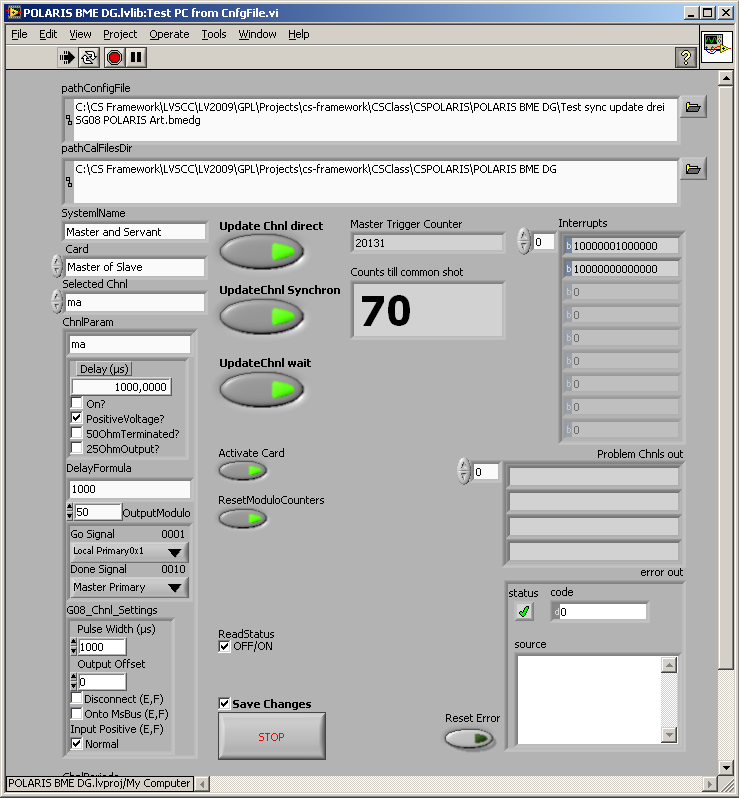 POLARIS BME DG.lvlib:Test PC from CnfgFile.vi
File Edit View Project Operate Tools Window Help
?
pathConfigFile
C:\CS Framework\LVSCC\LV2009\GPL\Projects\cs-framework\CSClass\CSPOLARIS\POLARIS BME DG\Test sync update drei
SG08 POLARIS Art.bmedg
pathCalFilesDir
C:\CS Framework\LVSCC\LV2009\GPL\Projects\cs-framework\CSClass\CSPOLARIS\POLARIS BME DG
SystemlName
Master and Servant
Card
Master of Slave
Selected Chnl
ma
ChnlParam
ma
Delay (µs)
1000,0000
On?
PositiveVoltage?
50OhmTerminated?
25OhmOutput?
DelayFormula
1000
50 OutputModulo
Go Signal 0001
Local Primary0x1
Done Signal 0010
Master Primary
G08_Chnl_Settings
Pulse Width (µs)
1000
Output Offset
0
Disconnect (E,F)
Onto MsBus (E,F)
Input Positive (E,F)
Normal
Update Chnl direct
UpdateChnl Synchron
UpdateChnl wait
Activate Card
ResetModuloCounters
ReadStatus
OFF/ON
Save Changes
STOP
Master Trigger Counter
20131
Counts till common shot
70
Interrupts
0
b 10000001000000
b 10000000000000
b 0
b 0
b 0
b 0
b 0
b 0
b 0
Problem Chnls out
0
error out
status code
d 0
source
Reset Error
POLARIS BME DG.lvproj/My Computer